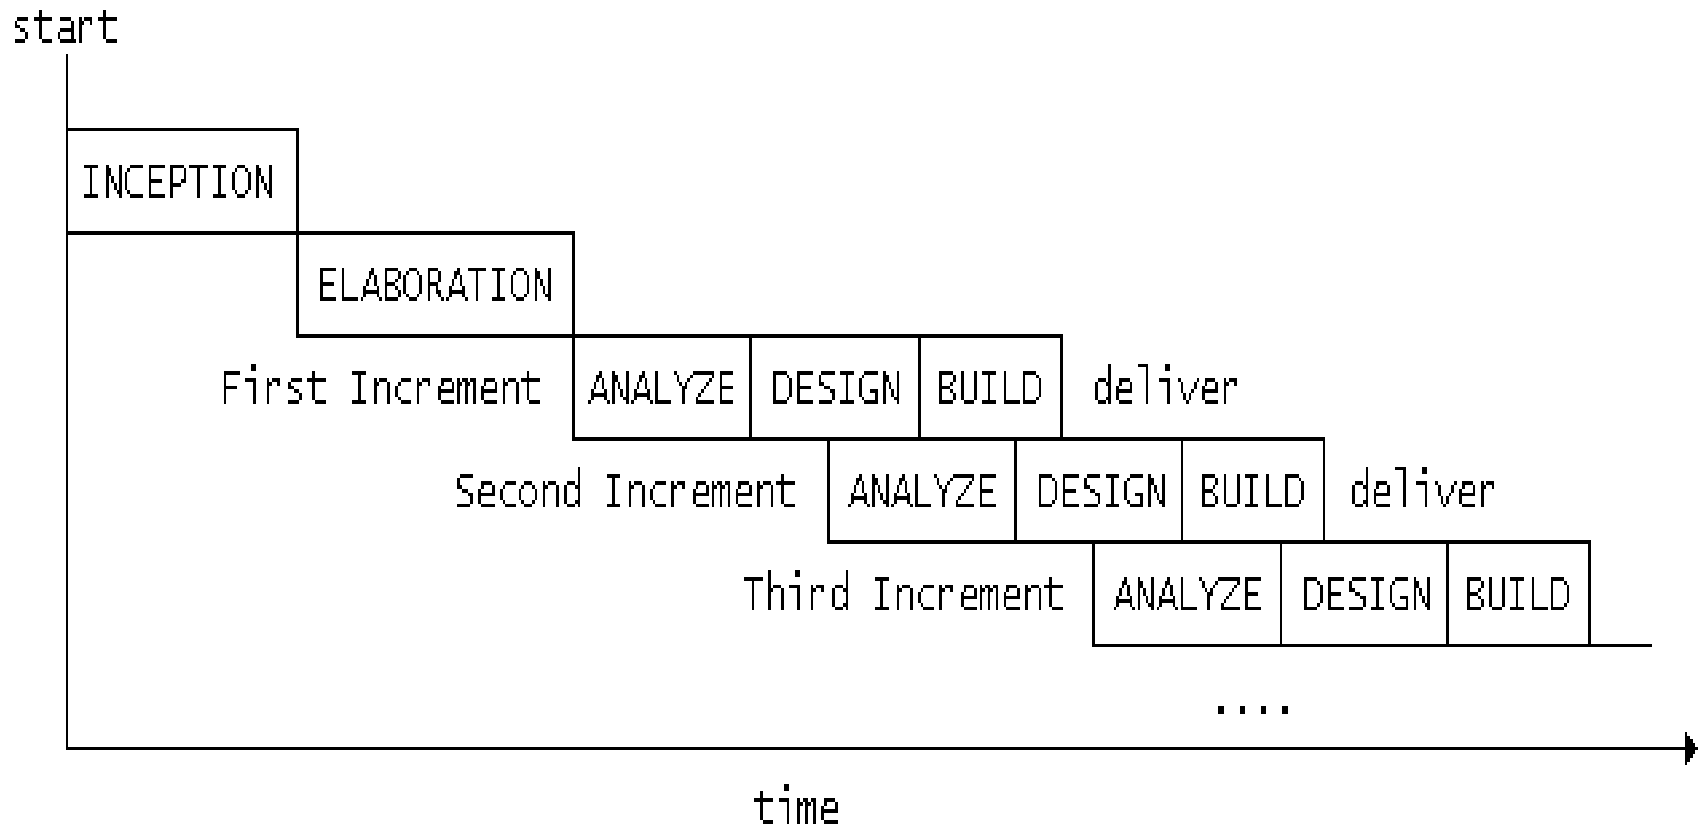 start
INCEPTION
ELABORATION
First Increment ANALYZE DESIGN BUILD deliver
Second Increment ANALYZE DESIGN BUILD deliver
Third Increment ANALYZE DESIGN BUILD
....
time